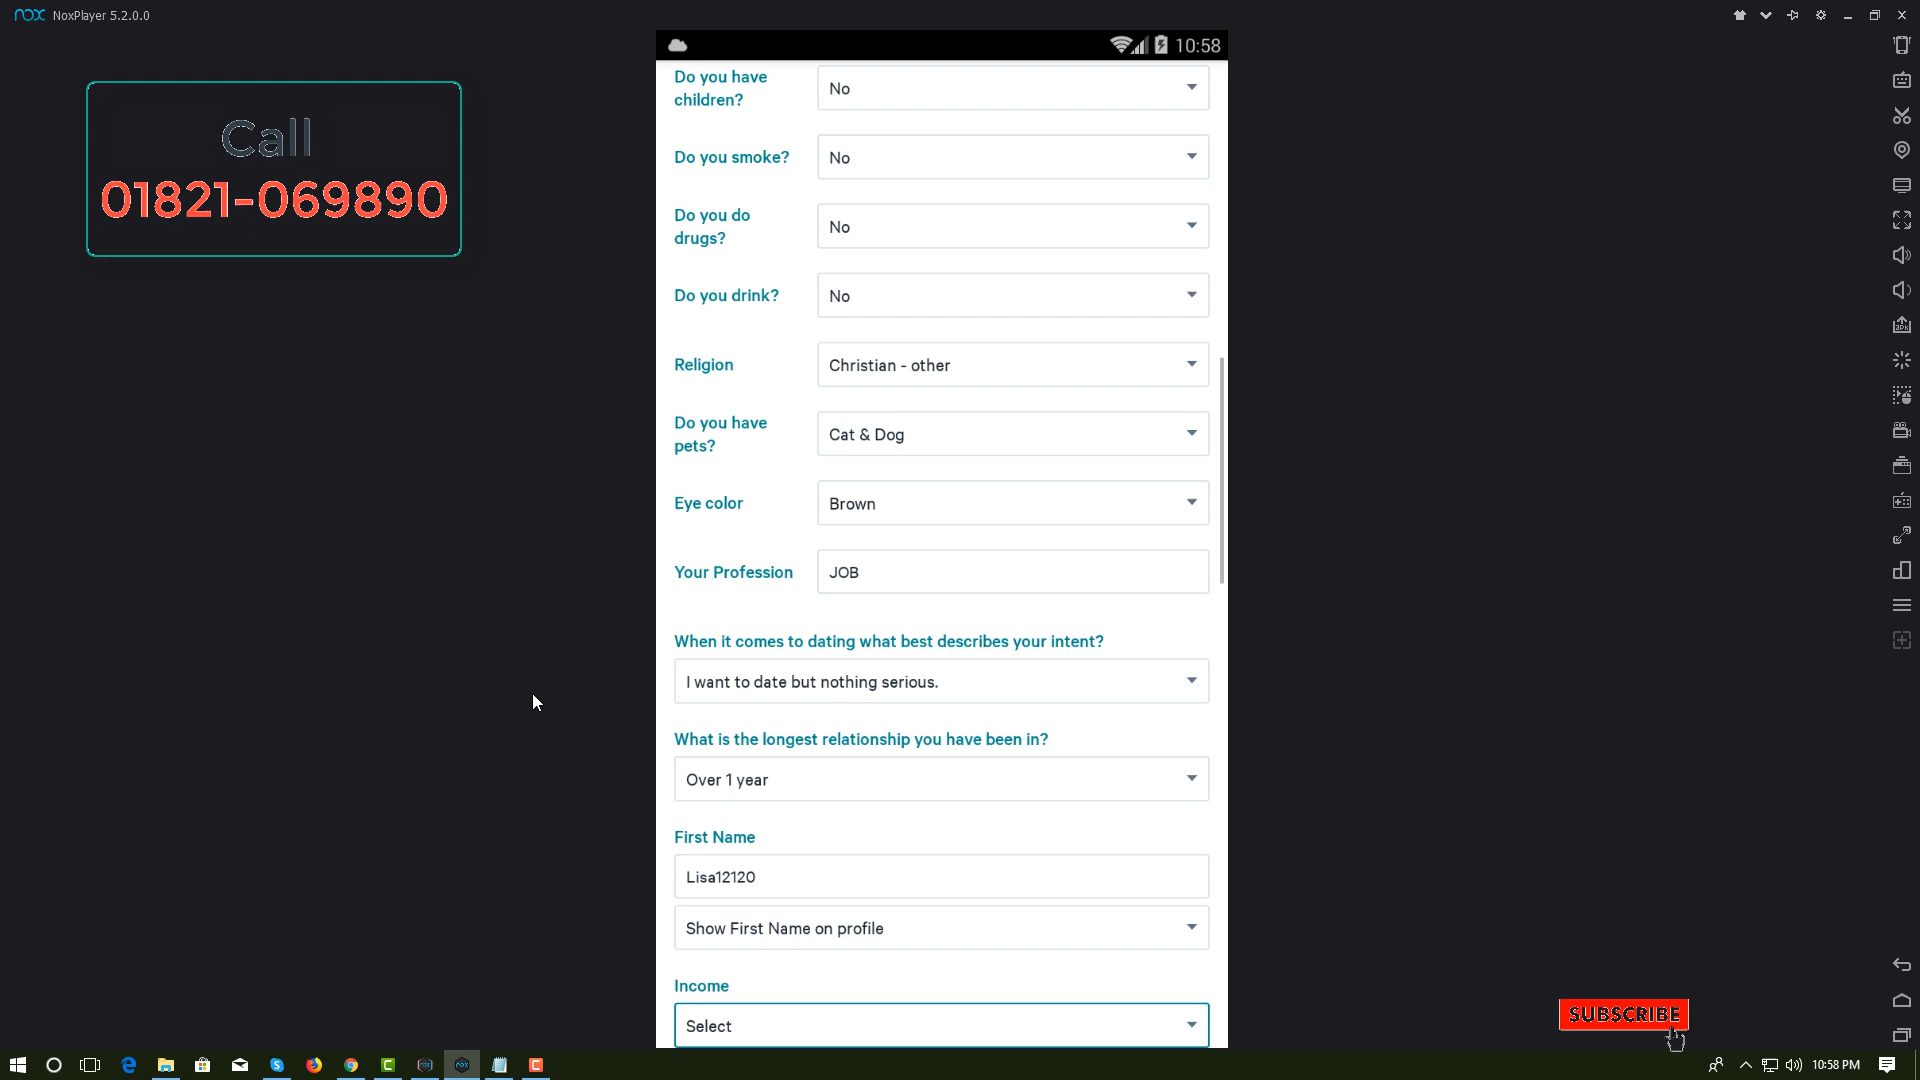 nox NoxPlayer 5.2.0.0
10:58
Call
01821-069890
Do you have
children?
No
Do you smoke?
No
Do you do
drugs?
No
Do you drink?
No
Religion
Christian - other
Do you have
pets?
Cat & Dog
Eye color
Brown
Your Profession
JOB
When it comes to dating what best describes your intent?
I want to date but nothing serious.
What is the longest relationship you have been in?
Over 1 year
First Name
Lisa12120
Show First Name on profile
Income
Select
SUBSCRIBE
10:58 PM